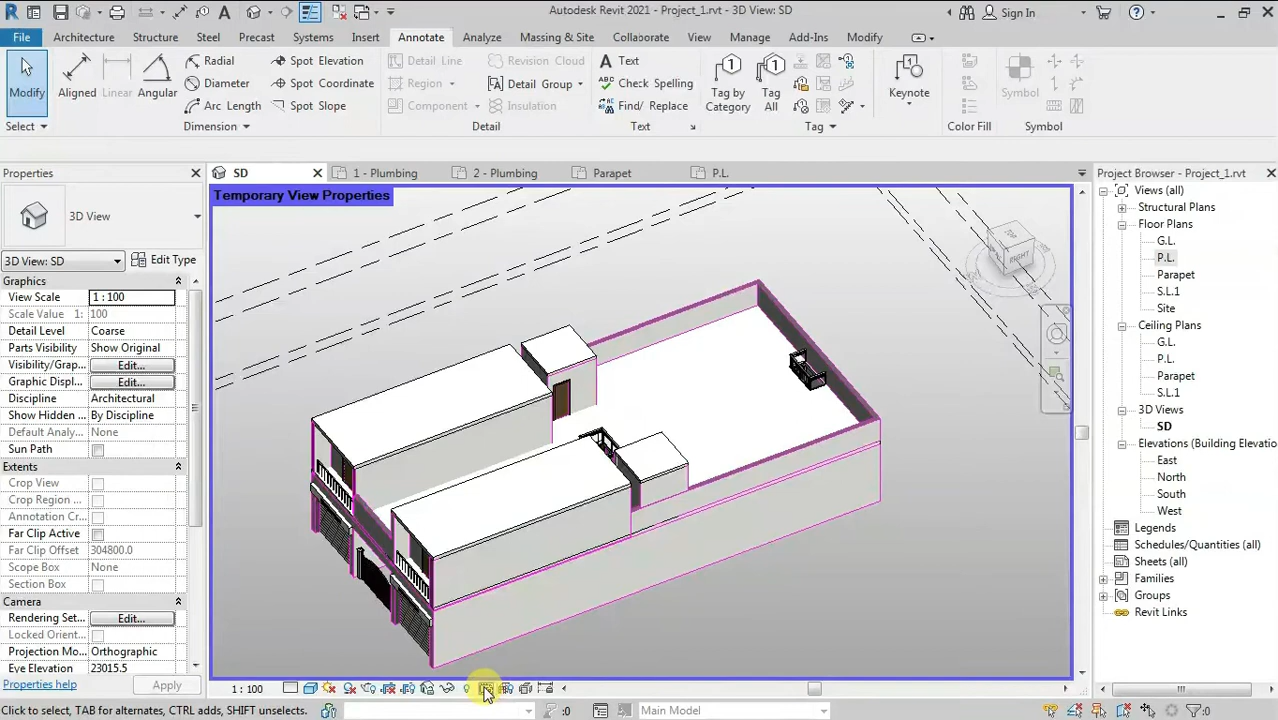 Autodesk Revit 2021 - Project_1.rvt - 3D View: SD
Sign In
File
Architecture
Structure
Steel
Precast
Systems
Insert
Annotate
Analyze
Massing & Site
Collaborate
View
Manage
Add-Ins
Modify
Modify
Aligned
Linear
Angular
Radial
Diameter
Arc Length
Spot Elevation
Spot Coordinate
Spot Slope
Detail Line
Region
Component
Revision Cloud
Detail Group
Insulation
Text
Check Spelling
Find/ Replace
Tag by
Category
Tag
All
Keynote
Symbol
Select
Dimension
Detail
Text
Tag
Color Fill
Symbol
Properties
SD
1 - Plumbing
2 - Plumbing
Parapet
P.L.
Project Browser - Project_1.rvt
3D View
3D View: SD
Edit Type
Graphics
View Scale
1 : 100
Scale Value 1:
100
Detail Level
Coarse
Parts Visibility
Show Original
Visibility/Grap...
Edit...
Graphic Displ...
Edit...
Discipline
Architectural
Show Hidden ...
By Discipline
Default Analy...
None
Sun Path
Extents
Crop View
Crop Region ...
Annotation Cr...
Far Clip Active
Far Clip Offset
304800.0
Scope Box
None
Section Box
Camera
Rendering Set...
Edit...
Locked Orient...
Projection Mo...
Orthographic
Eye Elevation
23015.5
Properties help
Apply
Temporary View Properties
TOP
RIGHT
Views (all)
Structural Plans
Floor Plans
G.L.
P.L.
Parapet
S.L.1
Site
Ceiling Plans
G.L.
P.L.
Parapet
S.L.1
3D Views
SD
Elevations (Building Elevatio
East
North
South
West
Legends
Schedules/Quantities (all)
Sheets (all)
Families
Groups
Revit Links
1 : 100
Click to select, TAB for alternates, CTRL adds, SHIFT unselects.
:0
Main Model
:0